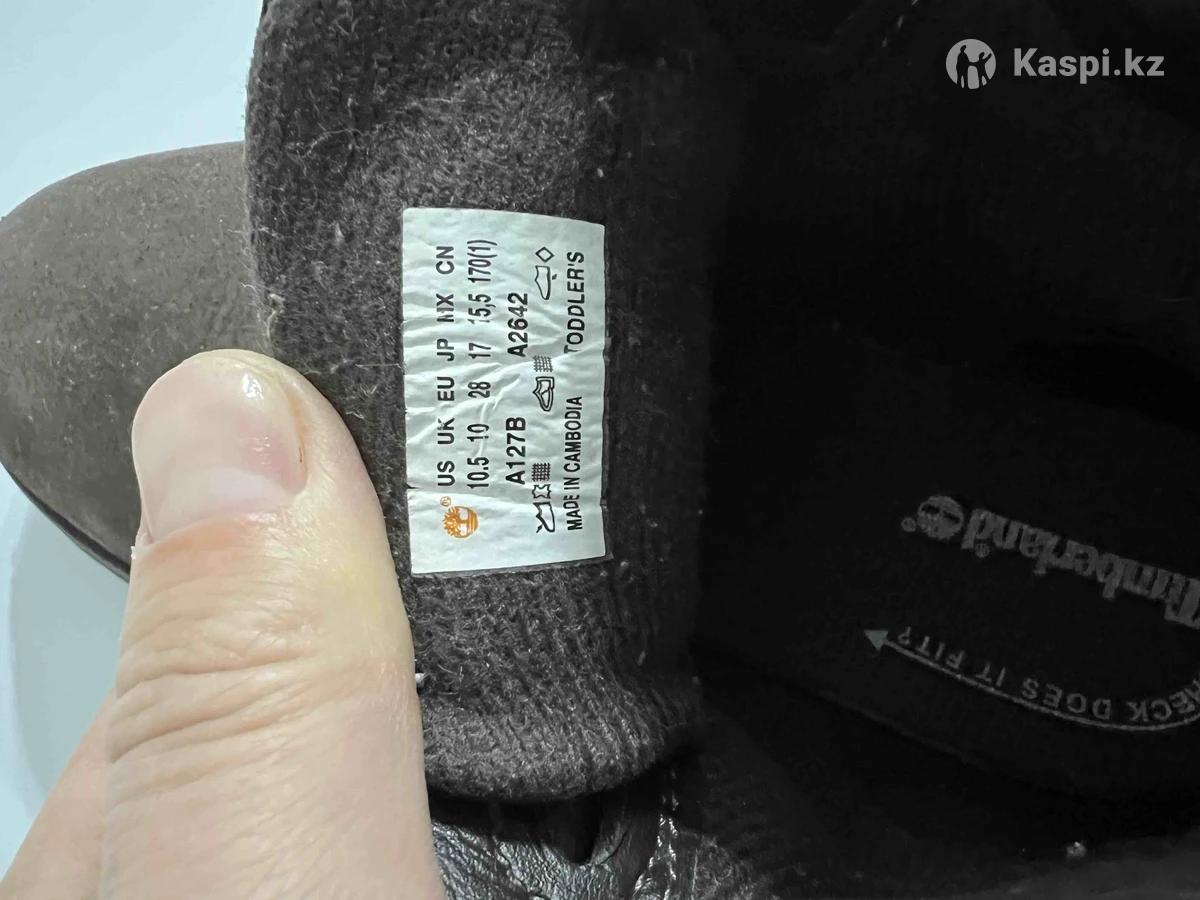 Kaspi.kz
US UK EU JP MX CN
10.5 10 28 17 15,5 170(1)
A127B A2642
MADE IN CAMBODIA TODDLER'S
Timberland®
DOES IT FIT?